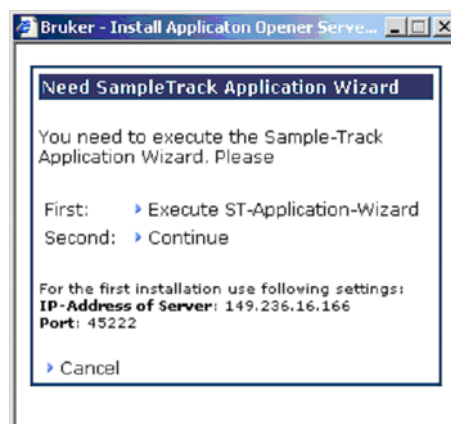 Bruker - Install Applicaton Opener Serve...
Need SampleTrack Application Wizard
You need to execute the Sample-Track
Application Wizard. Please
First: Execute ST-Application-Wizard
Second: Continue
For the first installation use following settings:
IP-Address of Server: 149.236.16.166
Port: 45222
Cancel